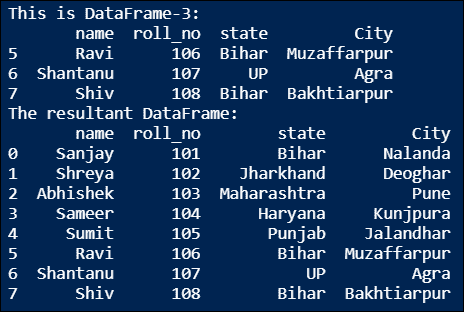 This is DataFrame-3:
name roll_no state City
5 Ravi 106 Bihar Muzaffarpur
6 Shantanu 107 UP Agra
7 Shiv 108 Bihar Bakhtiarpur
The resultant DataFrame:
name roll_no state City
0 Sanjay 101 Bihar Nalanda
1 Shreya 102 Jharkhand Deoghar
2 Abhishek 103 Maharashtra Pune
3 Sameer 104 Haryana Kunjpura
4 Sumit 105 Punjab Jalandhar
5 Ravi 106 Bihar Muzaffarpur
6 Shantanu 107 UP Agra
7 Shiv 108 Bihar Bakhtiarpur